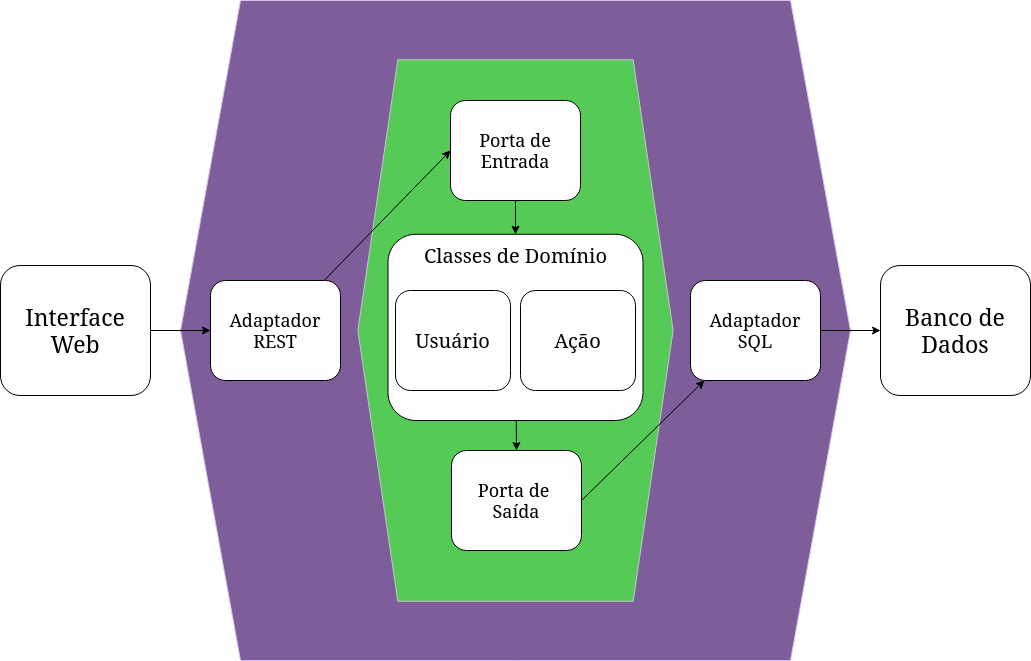 Porta de
Entrada
Classes de Domínio
Interface
Web
Adaptador
REST
Usuário
Ação
Adaptador
SQL
Banco de
Dados
Porta de
Saída